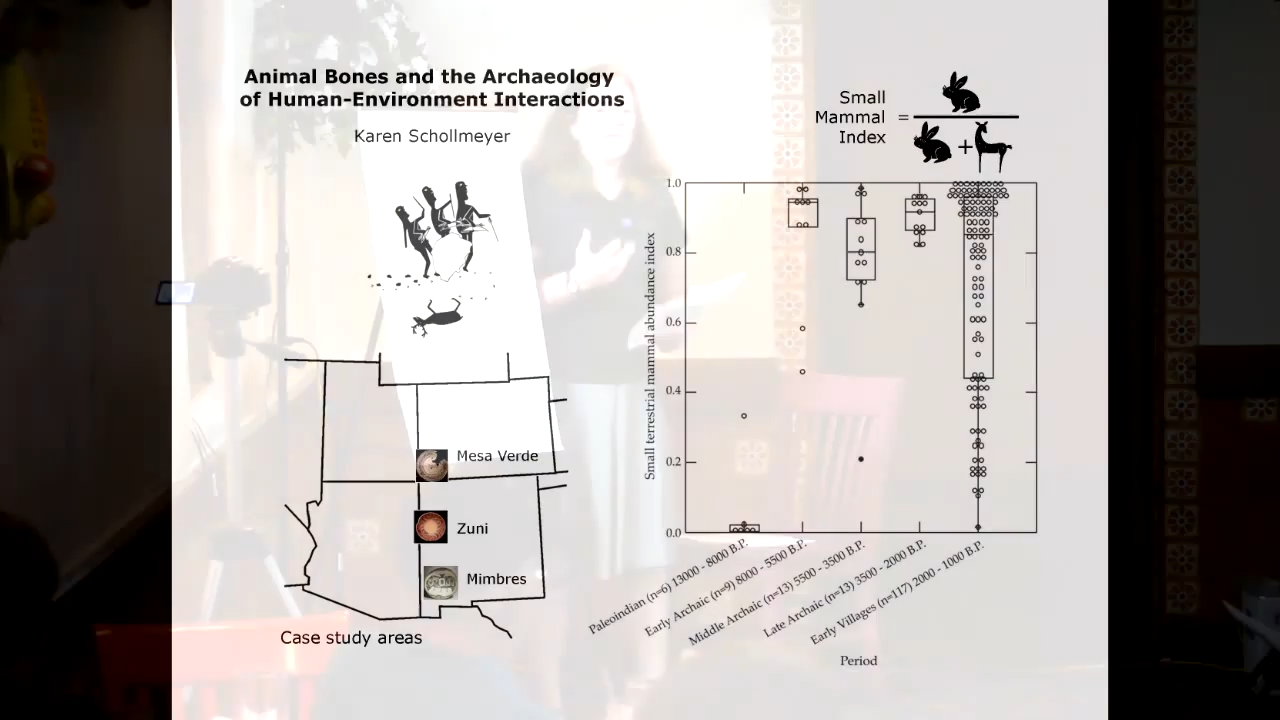 Animal Bones and the Archaeology
of Human-Environment Interactions
Karen Schollmeyer
Mesa Verde
Zuni
Mimbres
Case study areas
Small
Mammal
Index
=
+
Small terrestrial mammal abundance index
1.0
0.8
0.6
0.4
0.2
0.0
Paleoindian (n=6) 13000 - 8000 B.P.
Early Archaic (n=9) 8000 - 5500 B.P.
Middle Archaic (n=13) 5500 - 3500 B.P.
Late Archaic (n=13) 3500 - 2000 B.P.
Early Villages (n=117) 2000 - 1000 B.P.
Period